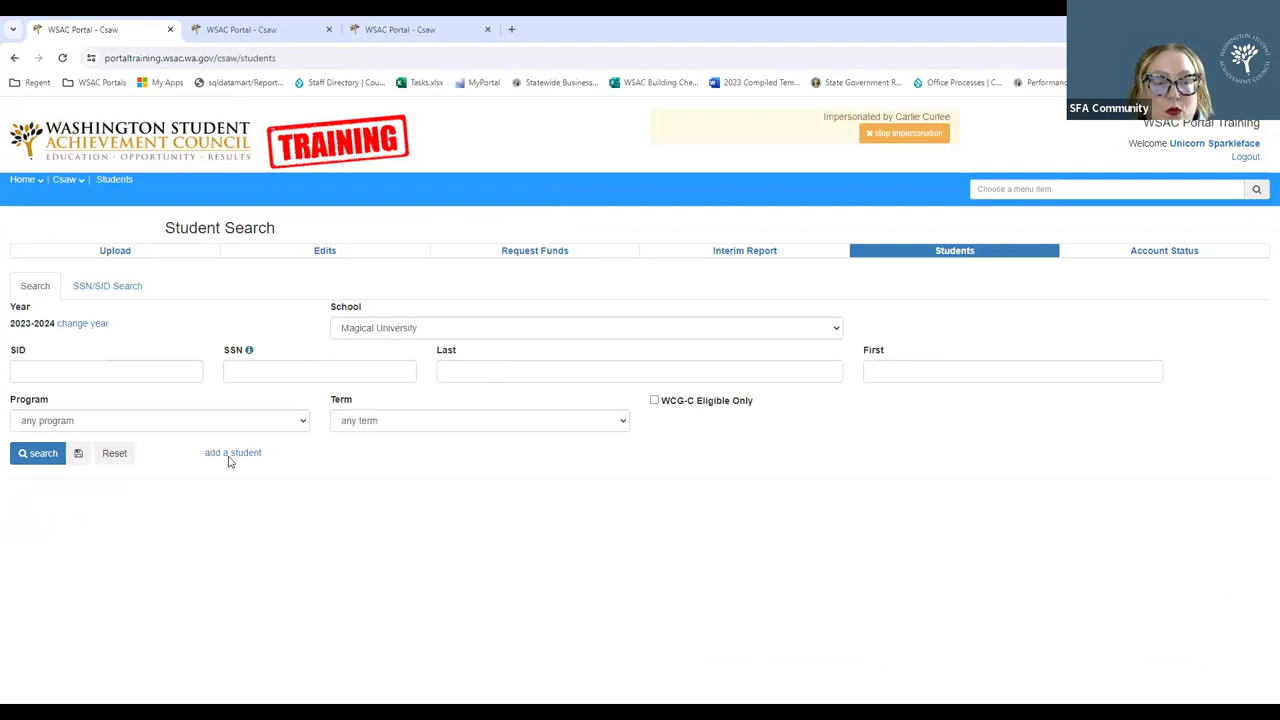 WSAC Portal - Csaw
WSAC Portal - Csaw
WSAC Portal - Csaw
portaltraining.wsac.wa.gov/csaw/students
Regent
WSAC Portals
My Apps
sqldatamart/Report...
Staff Directory | Cou...
Tasks.xlsx
MyPortal
Statewide Business...
WSAC Building Che...
2023 Compiled Tem...
State Government R...
Office Processes | C...
Performanc
SFA Community
WASHINGTON STUDENT
ACHIEVEMENT COUNCIL
WASHINGTON STUDENT
ACHIEVEMENT COUNCIL
EDUCATION · OPPORTUNITY · RESULTS
TRAINING
Impersonated by Carlie Curlee
stop impersonation
WSAC Portal Training
Welcome Unicorn Sparkleface
Logout
Home | Csaw | Students
Choose a menu item
Student Search
Upload
Edits
Request Funds
Interim Report
Students
Account Status
Search
SSN/SID Search
Year
School
2023-2024 change year
Magical University
SID
SSN
Last
First
Program
Term
WCG-C Eligible Only
any program
any term
search
Reset
add a student